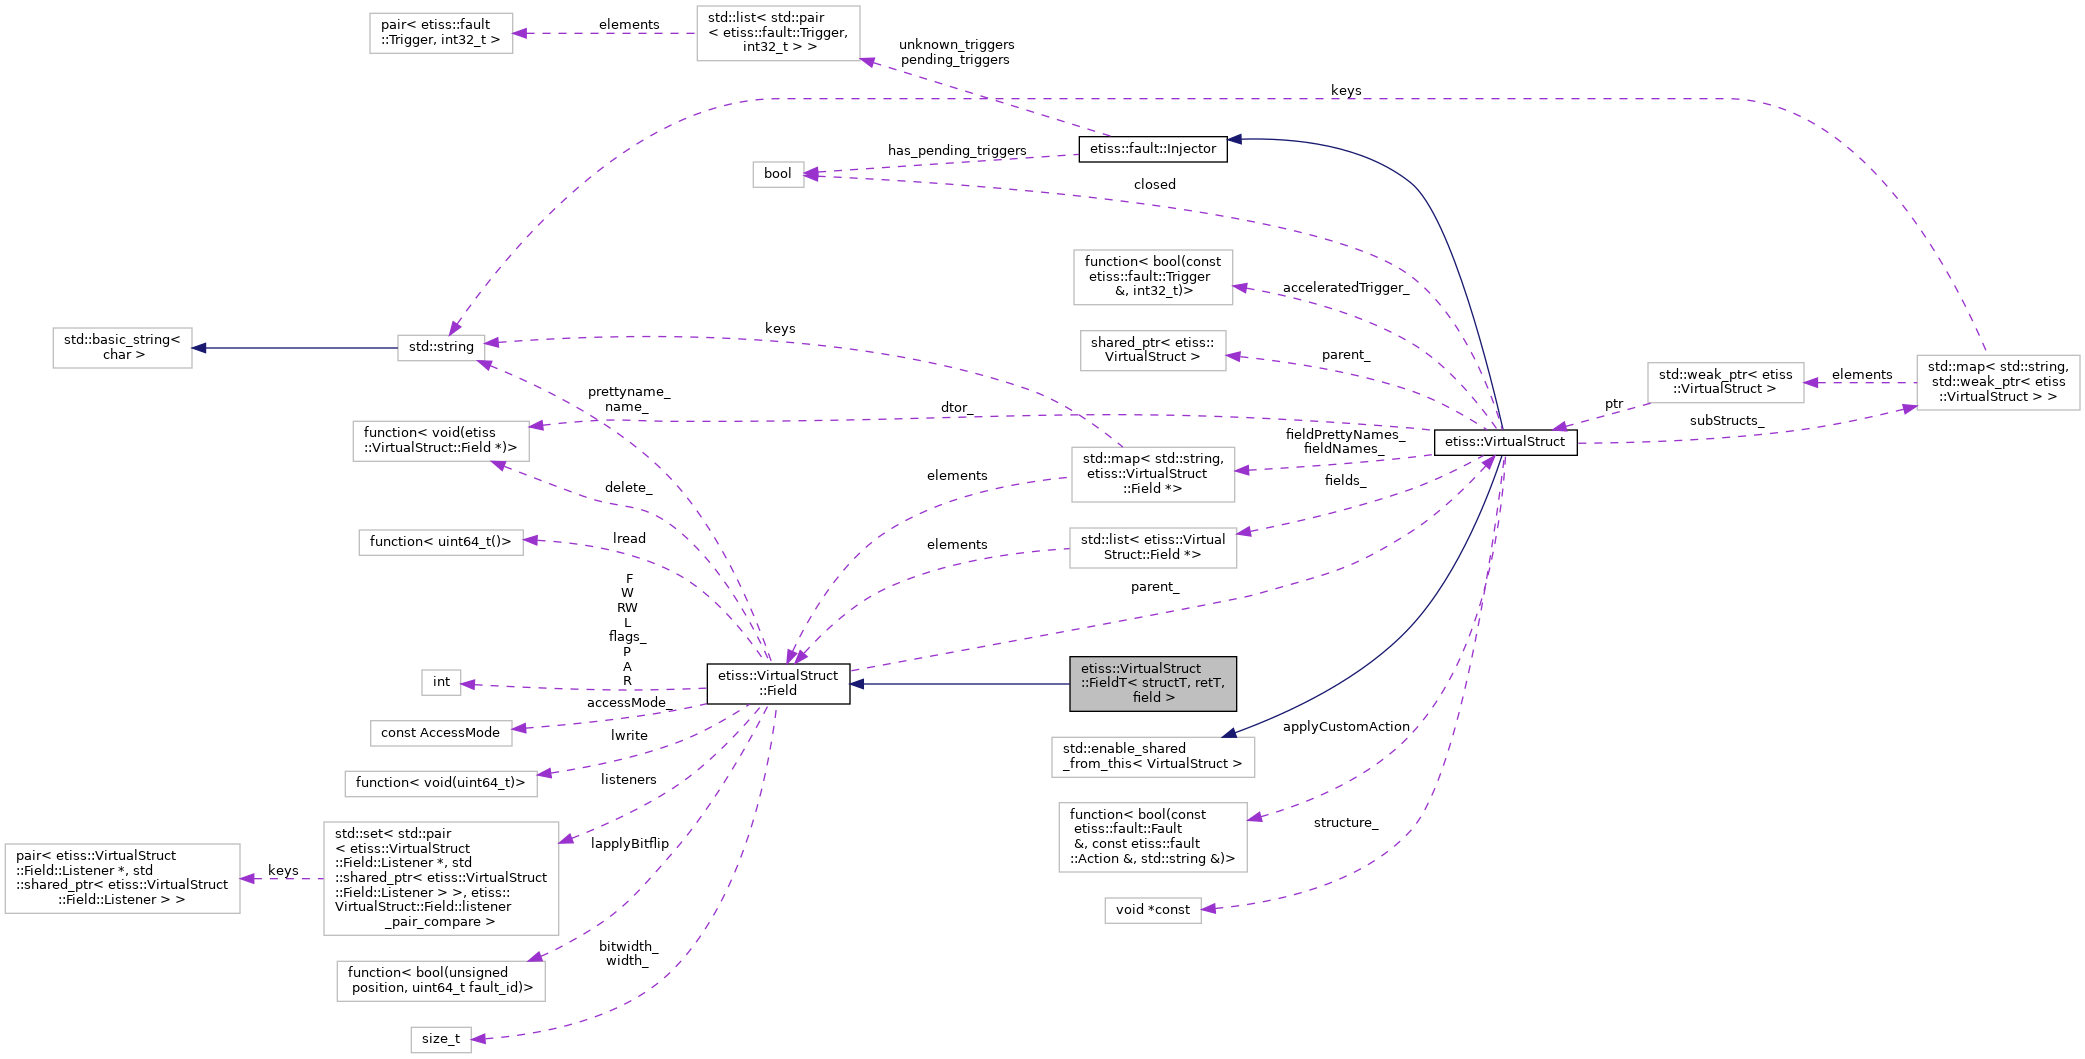 pair< etiss::fault
::Trigger, int32_t >
elements
std::list< std::pair
< etiss::fault::Trigger,
int32_t > >
unknown_triggers
pending_triggers
keys
etiss::fault::Injector
has_pending_triggers
bool
closed
function< bool(const
etiss::fault::Trigger
&, int32_t)>
acceleratedTrigger_
std::basic_string<
char >
std::string
keys
shared_ptr< etiss::
VirtualStruct >
parent_
std::weak_ptr< etiss
::VirtualStruct >
elements
std::map< std::string,
std::weak_ptr< etiss
::VirtualStruct > >
ptr
subStructs_
etiss::VirtualStruct
prettyname_
name_
dtor_
function< void(etiss
::VirtualStruct::Field *)>
delete_
fieldPrettyNames_
fieldNames_
std::map< std::string,
etiss::VirtualStruct
::Field *>
elements
fields_
std::list< etiss::Virtual
Struct::Field *>
elements
function< uint64_t()>
lread
parent_
F
W
RW
L
flags_
P
A
R
int
etiss::VirtualStruct
::Field
etiss::VirtualStruct
::FieldT< structT, retT,
field >
accessMode_
const AccessMode
lwrite
function< void(uint64_t)>
std::enable_shared
_from_this< VirtualStruct >
applyCustomAction
function< bool(const
etiss::fault::Fault
&, const etiss::fault
::Action &, std::string &)>
structure_
void *const
listeners
std::set< std::pair
< etiss::VirtualStruct
::Field::Listener *, std
::shared_ptr< etiss::VirtualStruct
::Field::Listener > >, etiss::
VirtualStruct::Field::listener
_pair_compare >
keys
pair< etiss::VirtualStruct
::Field::Listener *, std
::shared_ptr< etiss::VirtualStruct
::Field::Listener > >
lapplyBitflip
function< bool(unsigned
position, uint64_t fault_id)>
bitwidth_
width_
size_t